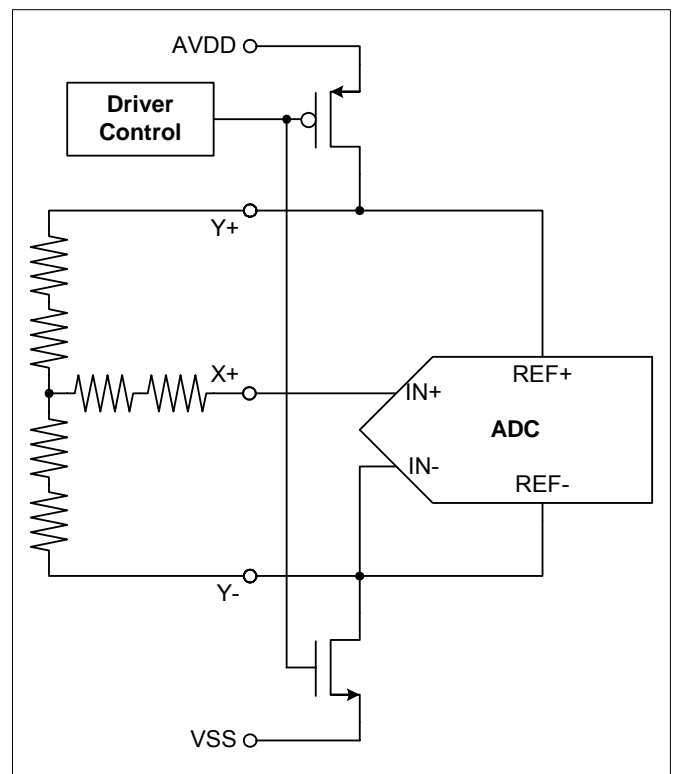 AVDD
Driver
Control
Y+
X+
IN+
REF+
ADC
IN-
REF-
Y-
VSS